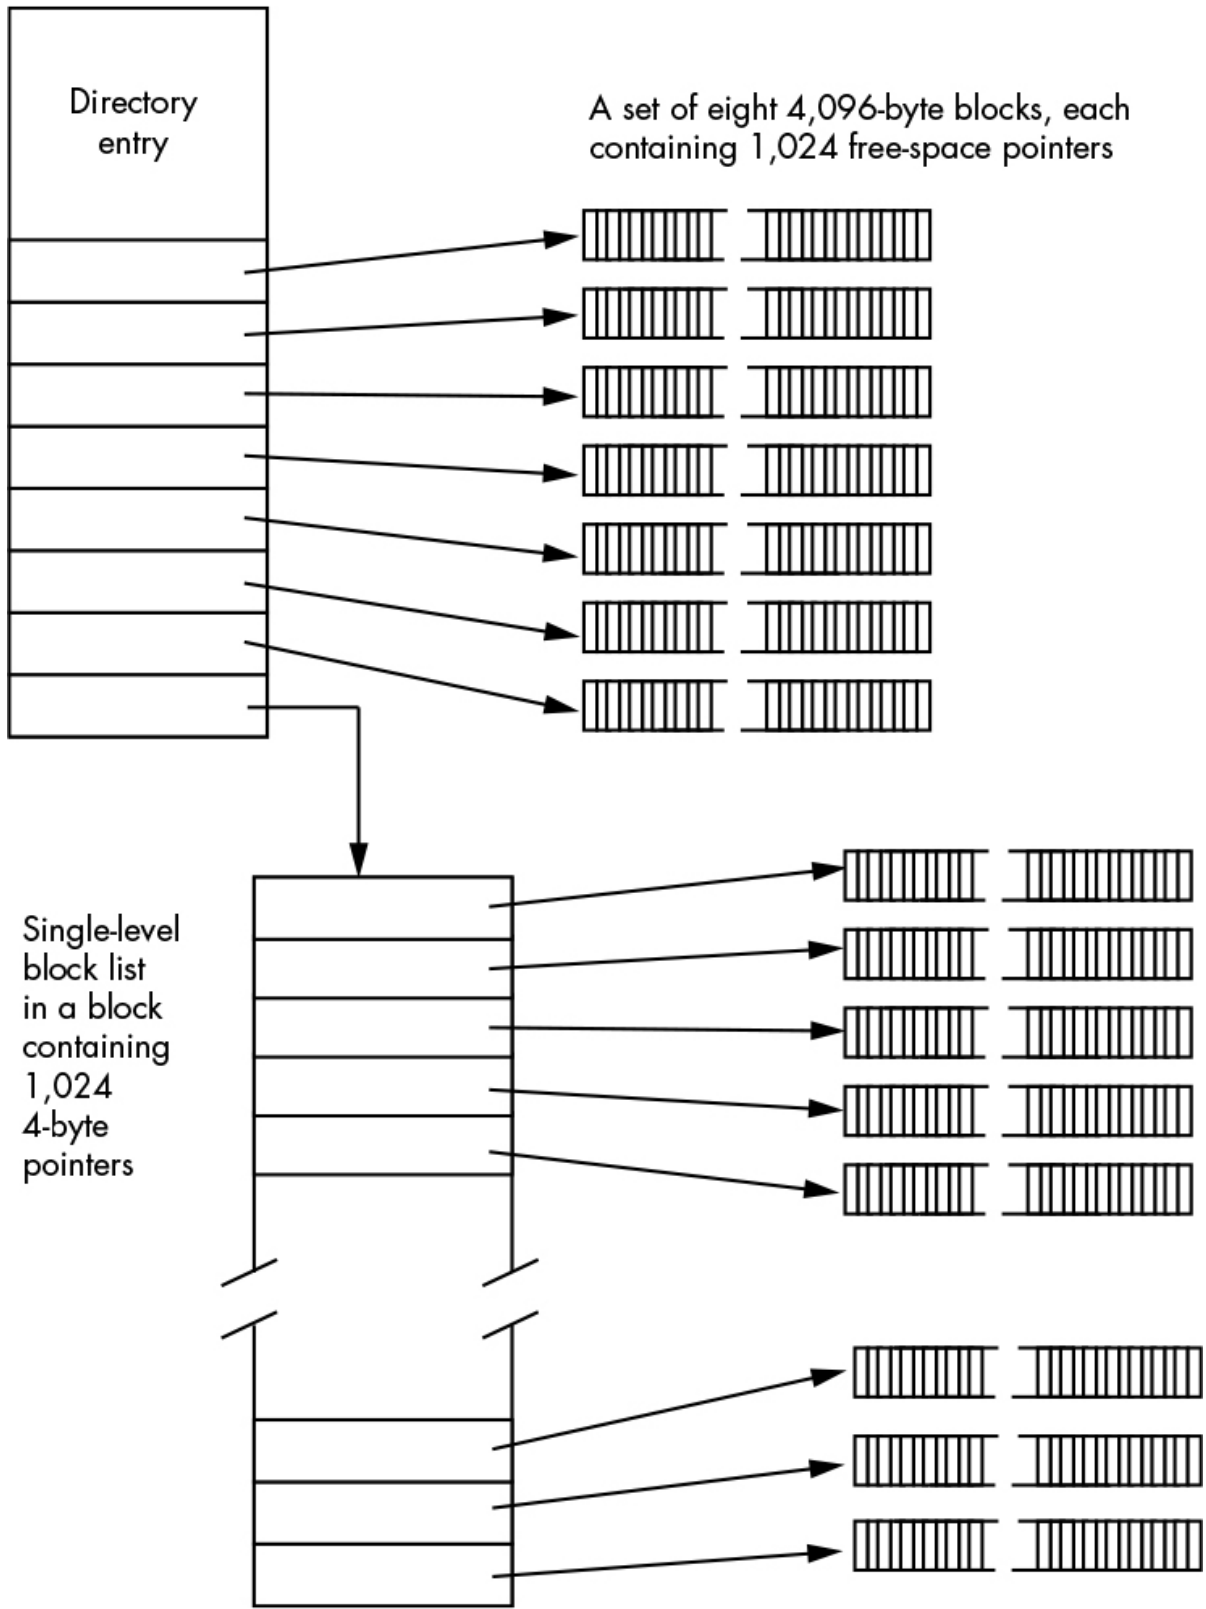 Directory
entry
A set of eight 4,096-byte blocks, each
containing 1,024 free-space pointers
Single-level
block list
in a block
containing
1,024
4-byte
pointers